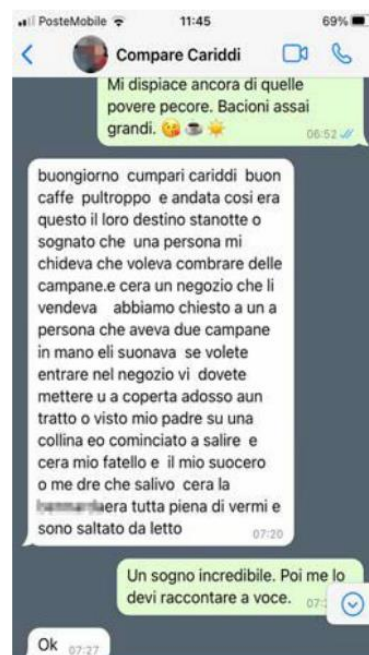 PosteMobile 11:45 69%
Compare Cariddi
Mi dispiace ancora di quelle
povere pecore. Bacioni assai
grandi. 😘 ☕ ☀️
06:52
buongiorno cumpari cariddi buon
caffe pultroppo e andata cosi era
questo il loro destino stanotte o
sognato che una persona mi
chideva che voleva combrare delle
campane.e cera un negozio che li
vendeva abbiamo chiesto a un a
persona che aveva due campane
in mano eli suonava se volete
entrare nel negozio vi dovete
mettere u a coperta adosso aun
tratto o visto mio padre su una
collina eo cominciato a salire e
cera mio fatello e il mio suocero
o me dre che salivo cera la
era tutta piena di vermi e
sono saltato da letto
07:20
Un sogno incredibile. Poi me lo
devi raccontare a voce.
Ok 07:27